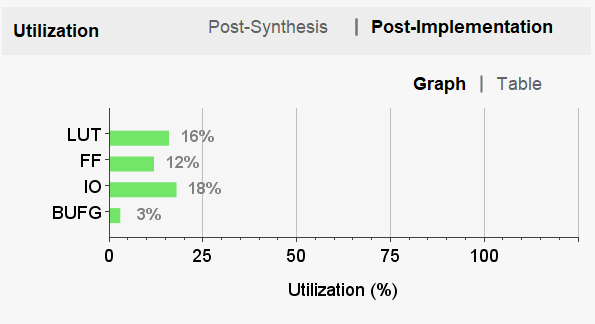 Utilization Post-Synthesis | Post-Implementation
Graph | Table
LUT 16%
FF 12%
IO 18%
BUFG 3%
0 25 50 75 100
Utilization (%)